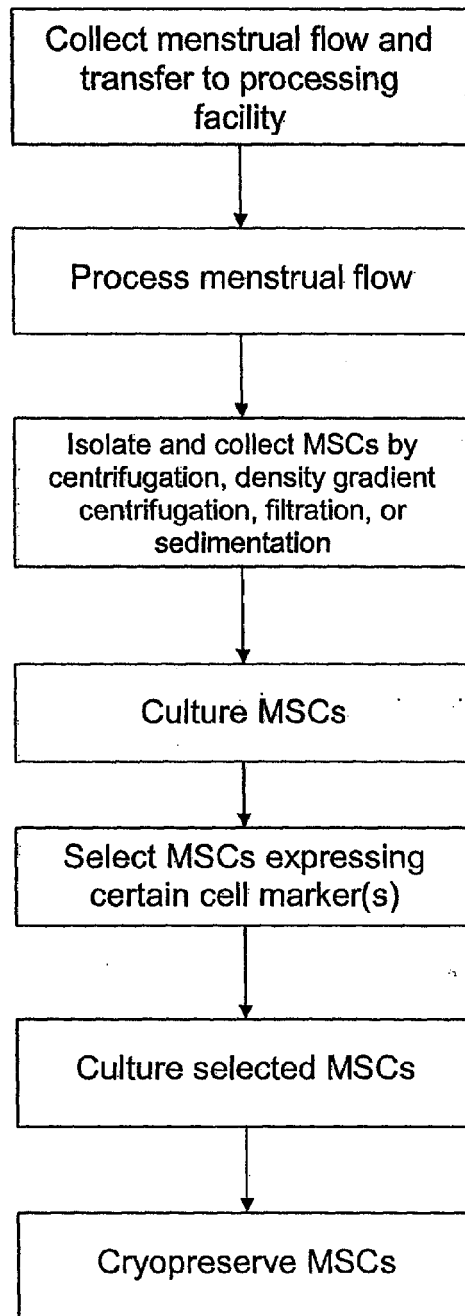 Collect menstrual flow and
transfer to processing
facility
Process menstrual flow
Isolate and collect MSCs by
centrifugation, density gradient
centrifugation, filtration, or
sedimentation
Culture MSCs
Select MSCs expressing
certain cell marker(s)
Culture selected MSCs
Cryopreserve MSCs